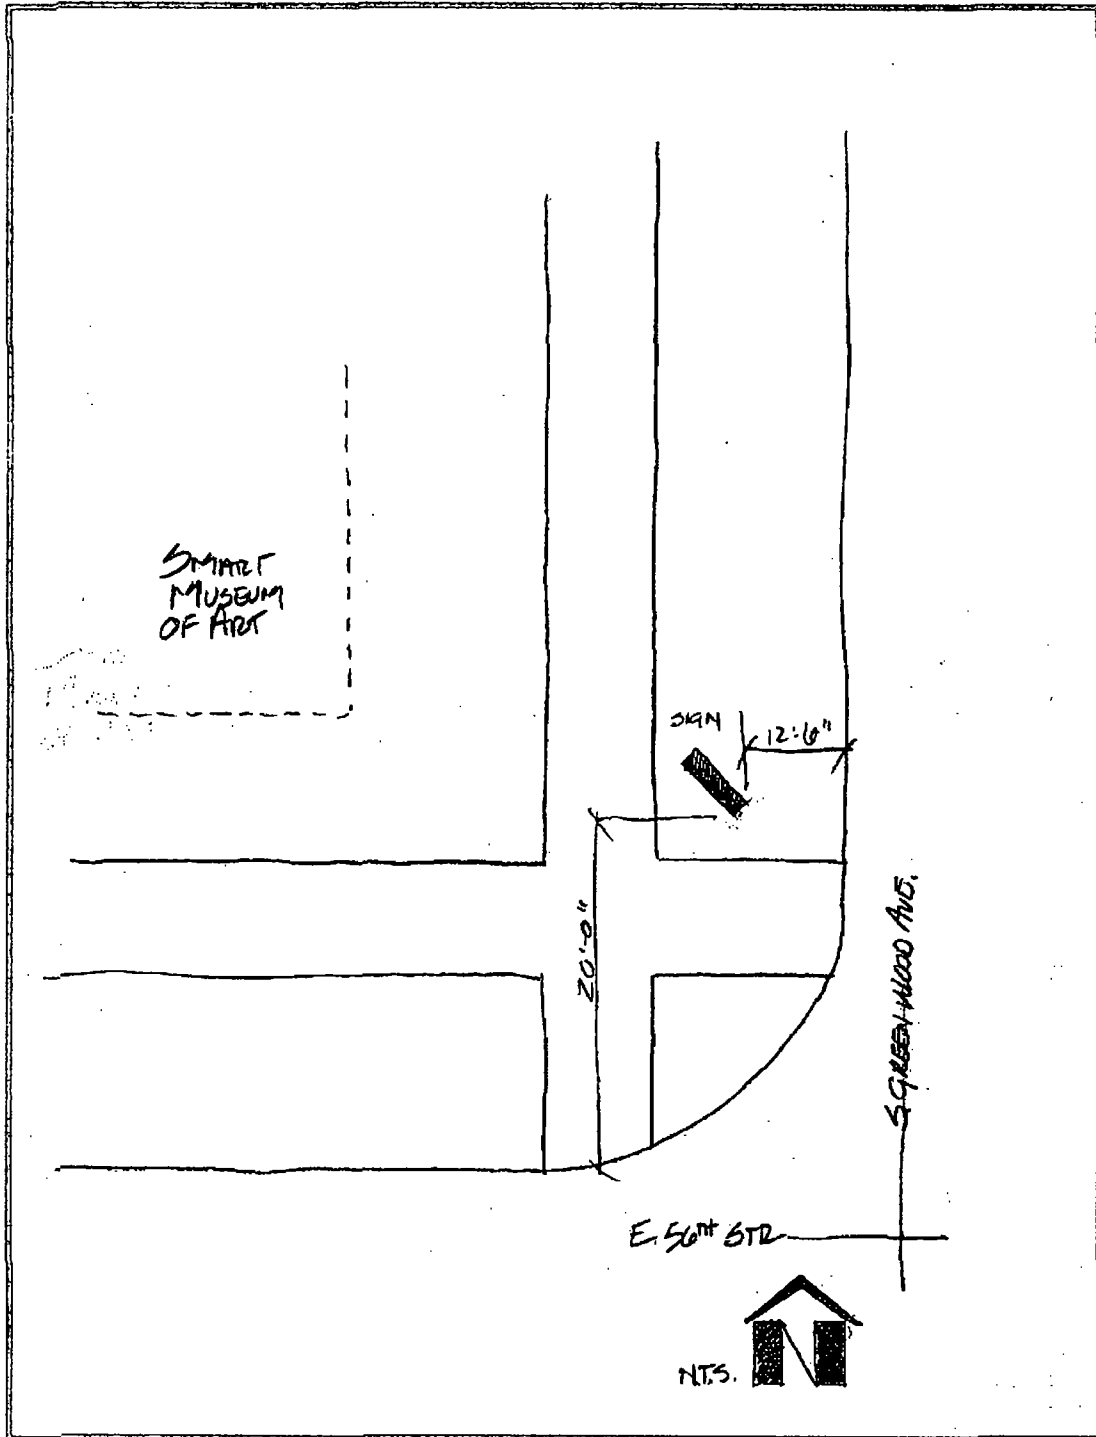 SMART
MUSEUM
OF ART
SIGN
12'-6"
20'-0"
S. GREENWOOD AVE.
E. 56TH STR
N.T.S.
N